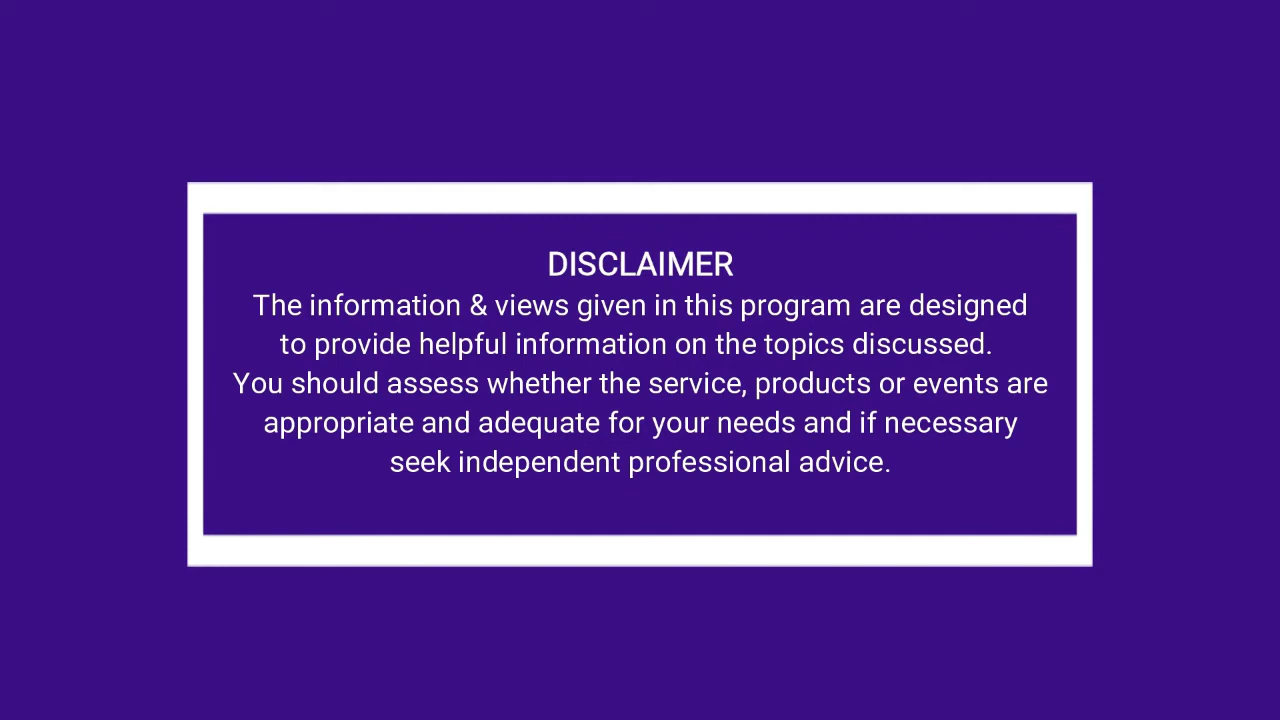 DISCLAIMER
The information & views given in this program are designed
to provide helpful information on the topics discussed.
You should assess whether the service, products or events are
appropriate and adequate for your needs and if necessary
seek independent professional advice.